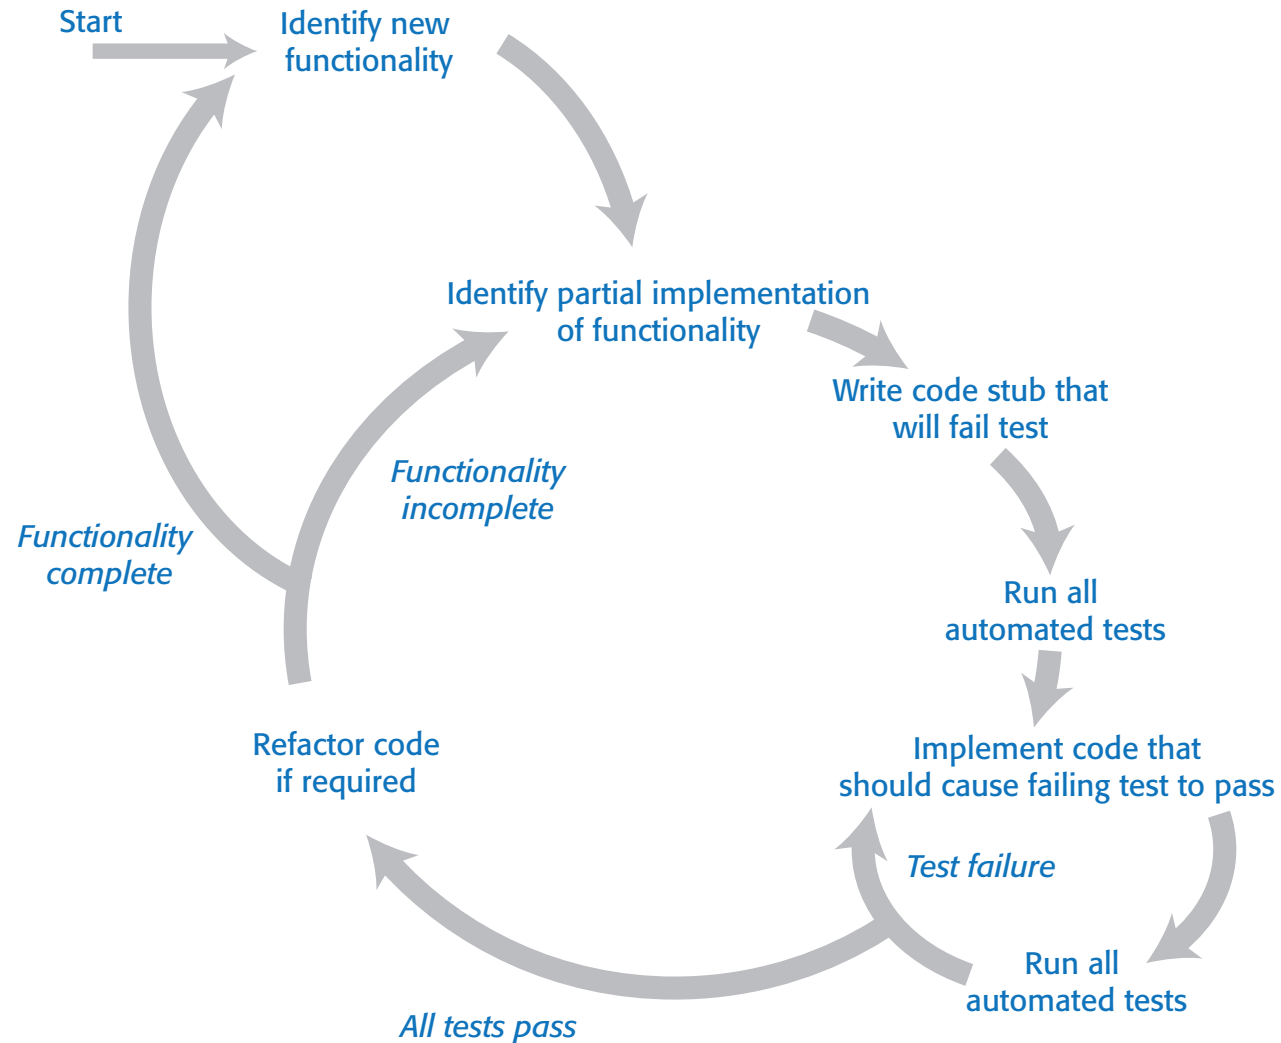 Start
Identify new
functionality
Identify partial implementation
of functionality
Write code stub that
will fail test
Functionality
incomplete
Functionality
complete
Run all
automated tests
Refactor code
if required
Implement code that
should cause failing test to pass
Test failure
Run all
automated tests
All tests pass